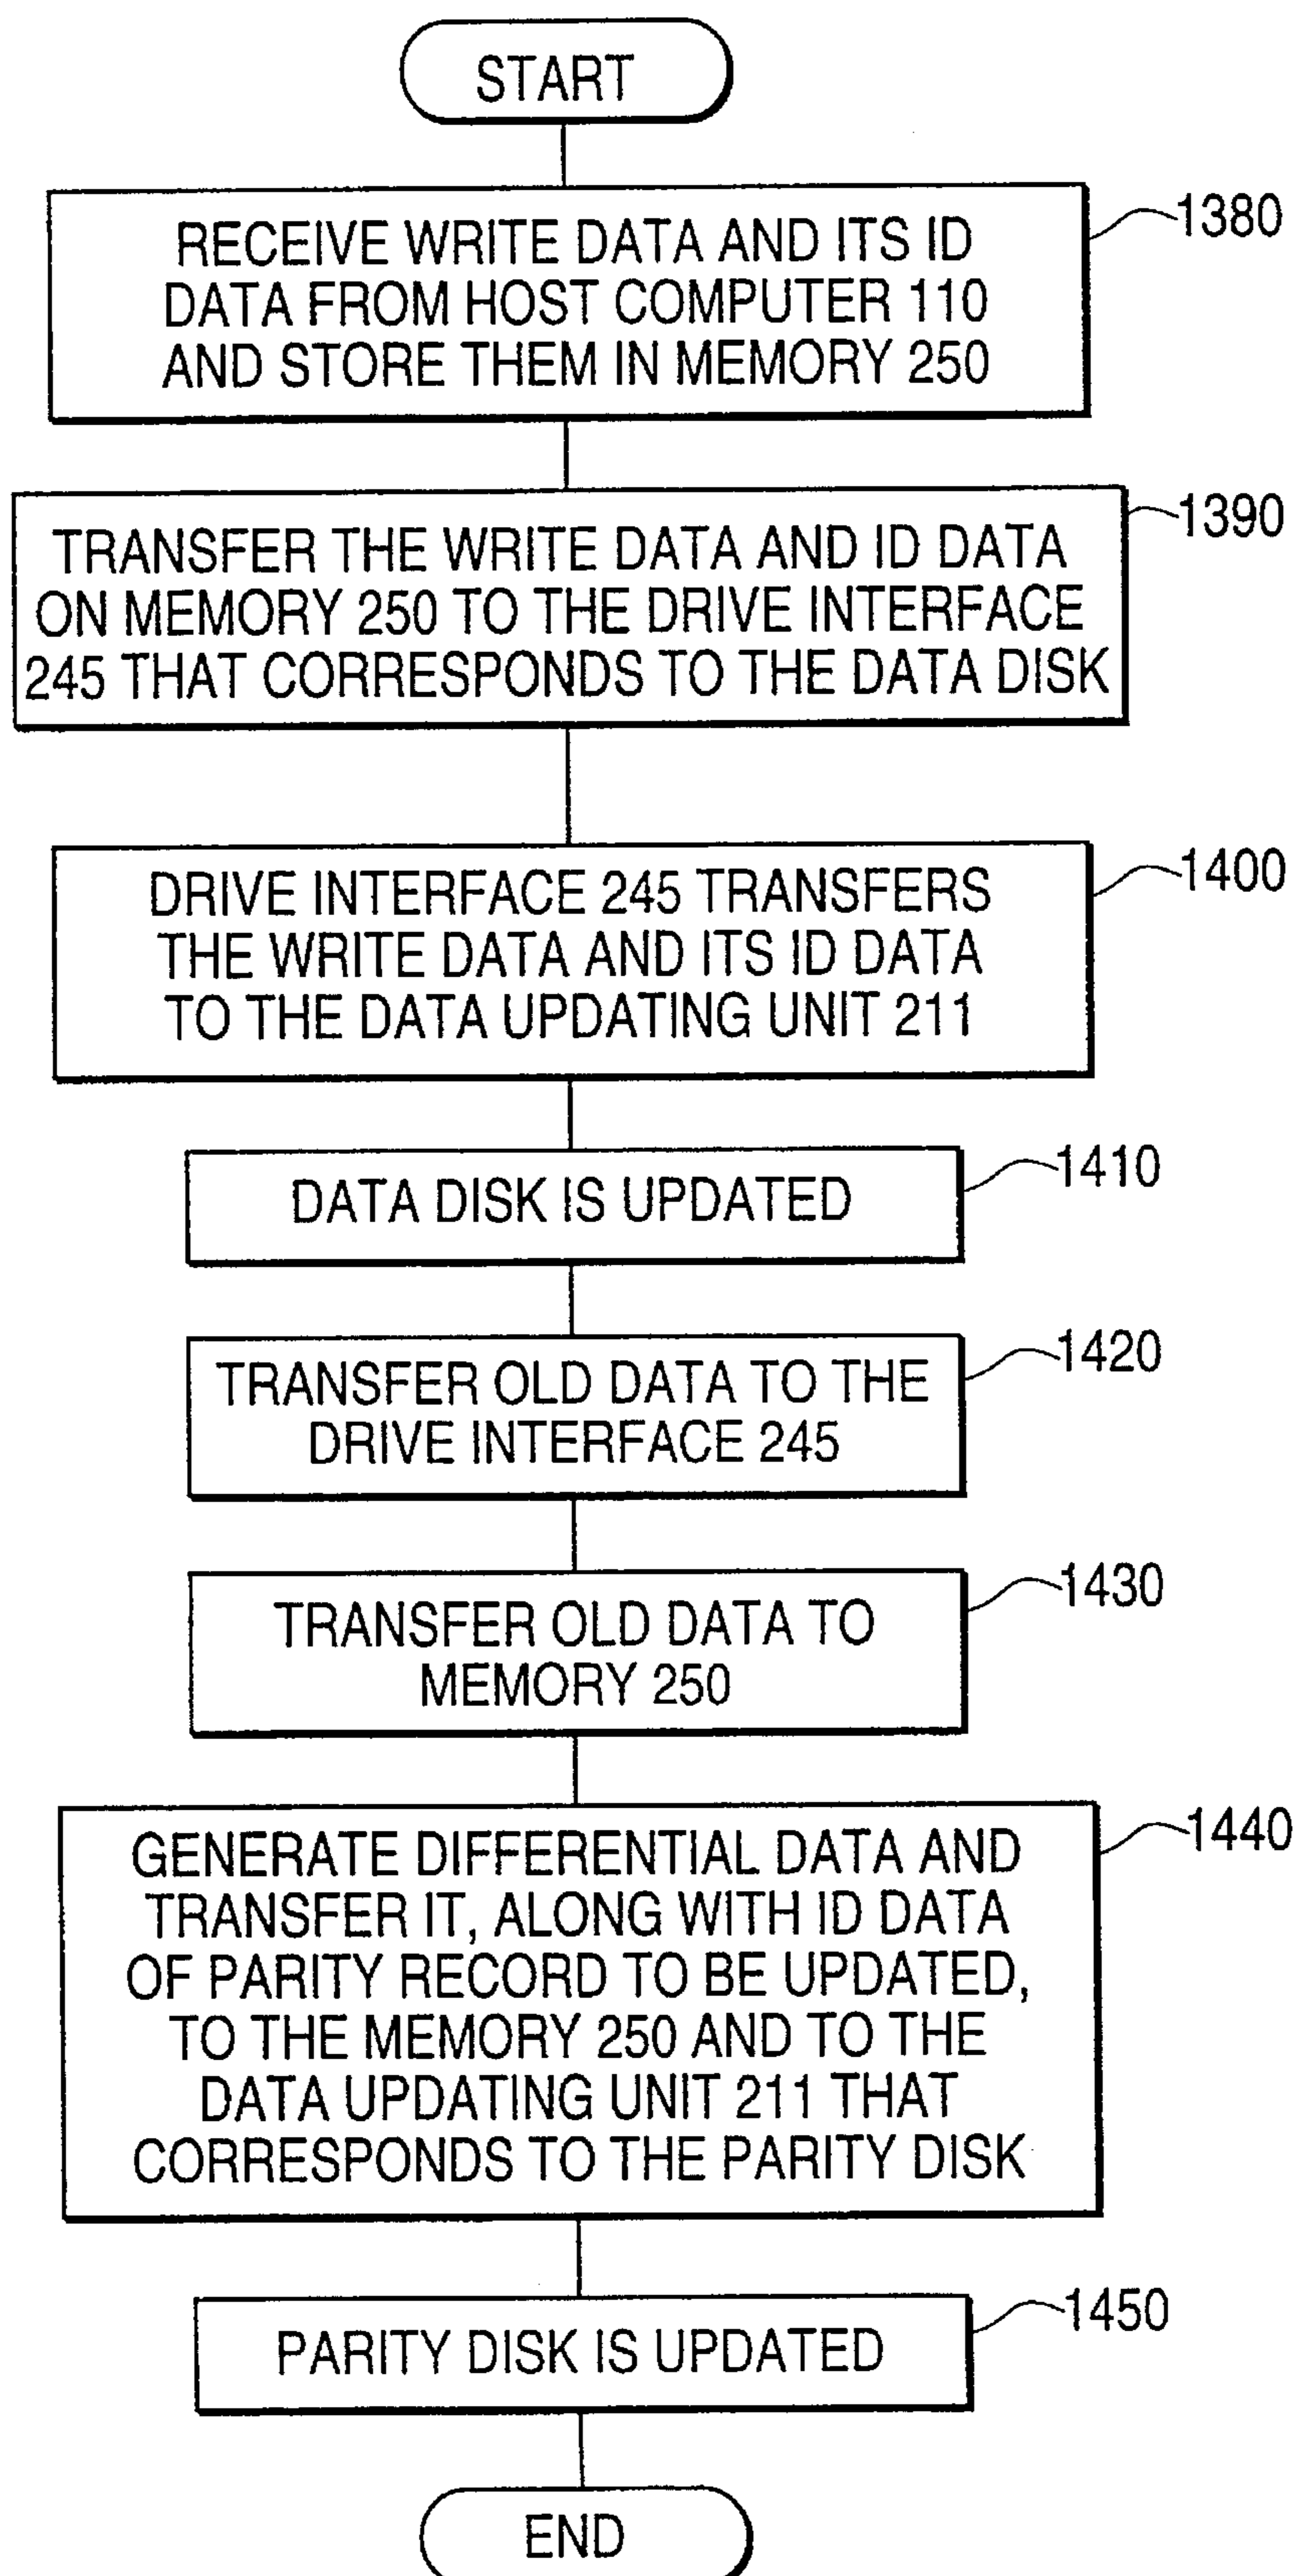 START
RECEIVE WRITE DATA AND ITS ID
DATA FROM HOST COMPUTER 110
AND STORE THEM IN MEMORY 250
1380
TRANSFER THE WRITE DATA AND ID DATA
ON MEMORY 250 TO THE DRIVE INTERFACE
245 THAT CORRESPONDS TO THE DATA DISK
1390
DRIVE INTERFACE 245 TRANSFERS
THE WRITE DATA AND ITS ID DATA
TO THE DATA UPDATING UNIT 211
1400
DATA DISK IS UPDATED
1410
TRANSFER OLD DATA TO THE
DRIVE INTERFACE 245
1420
TRANSFER OLD DATA TO
MEMORY 250
1430
GENERATE DIFFERENTIAL DATA AND
TRANSFER IT, ALONG WITH ID DATA
OF PARITY RECORD TO BE UPDATED,
TO THE MEMORY 250 AND TO THE
DATA UPDATING UNIT 211 THAT
CORRESPONDS TO THE PARITY DISK
1440
PARITY DISK IS UPDATED
1450
END